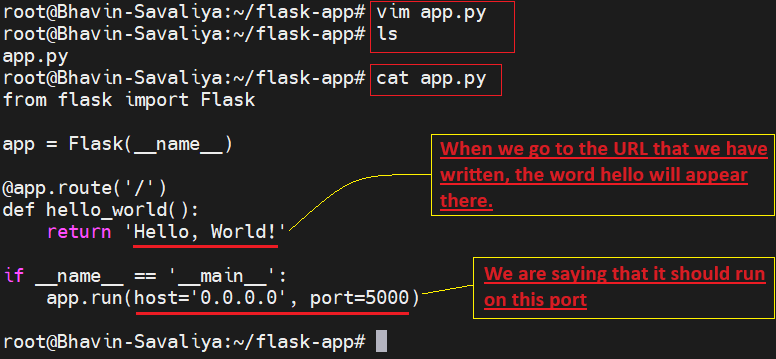 root@Bhavin-Savaliya:~/flask-app# vim app.py
root@Bhavin-Savaliya:~/flask-app# ls
app.py
root@Bhavin-Savaliya:~/flask-app# cat app.py
from flask import Flask
app = Flask(__name__)
When we go to the URL that we have
written, the word hello will appear
there.
@app.route('/')
def hello_world():
    return 'Hello, World!'
if __name__ == '__main__':
    app.run(host='0.0.0.0', port=5000)
We are saying that it should run
on this port
root@Bhavin-Savaliya:~/flask-app#